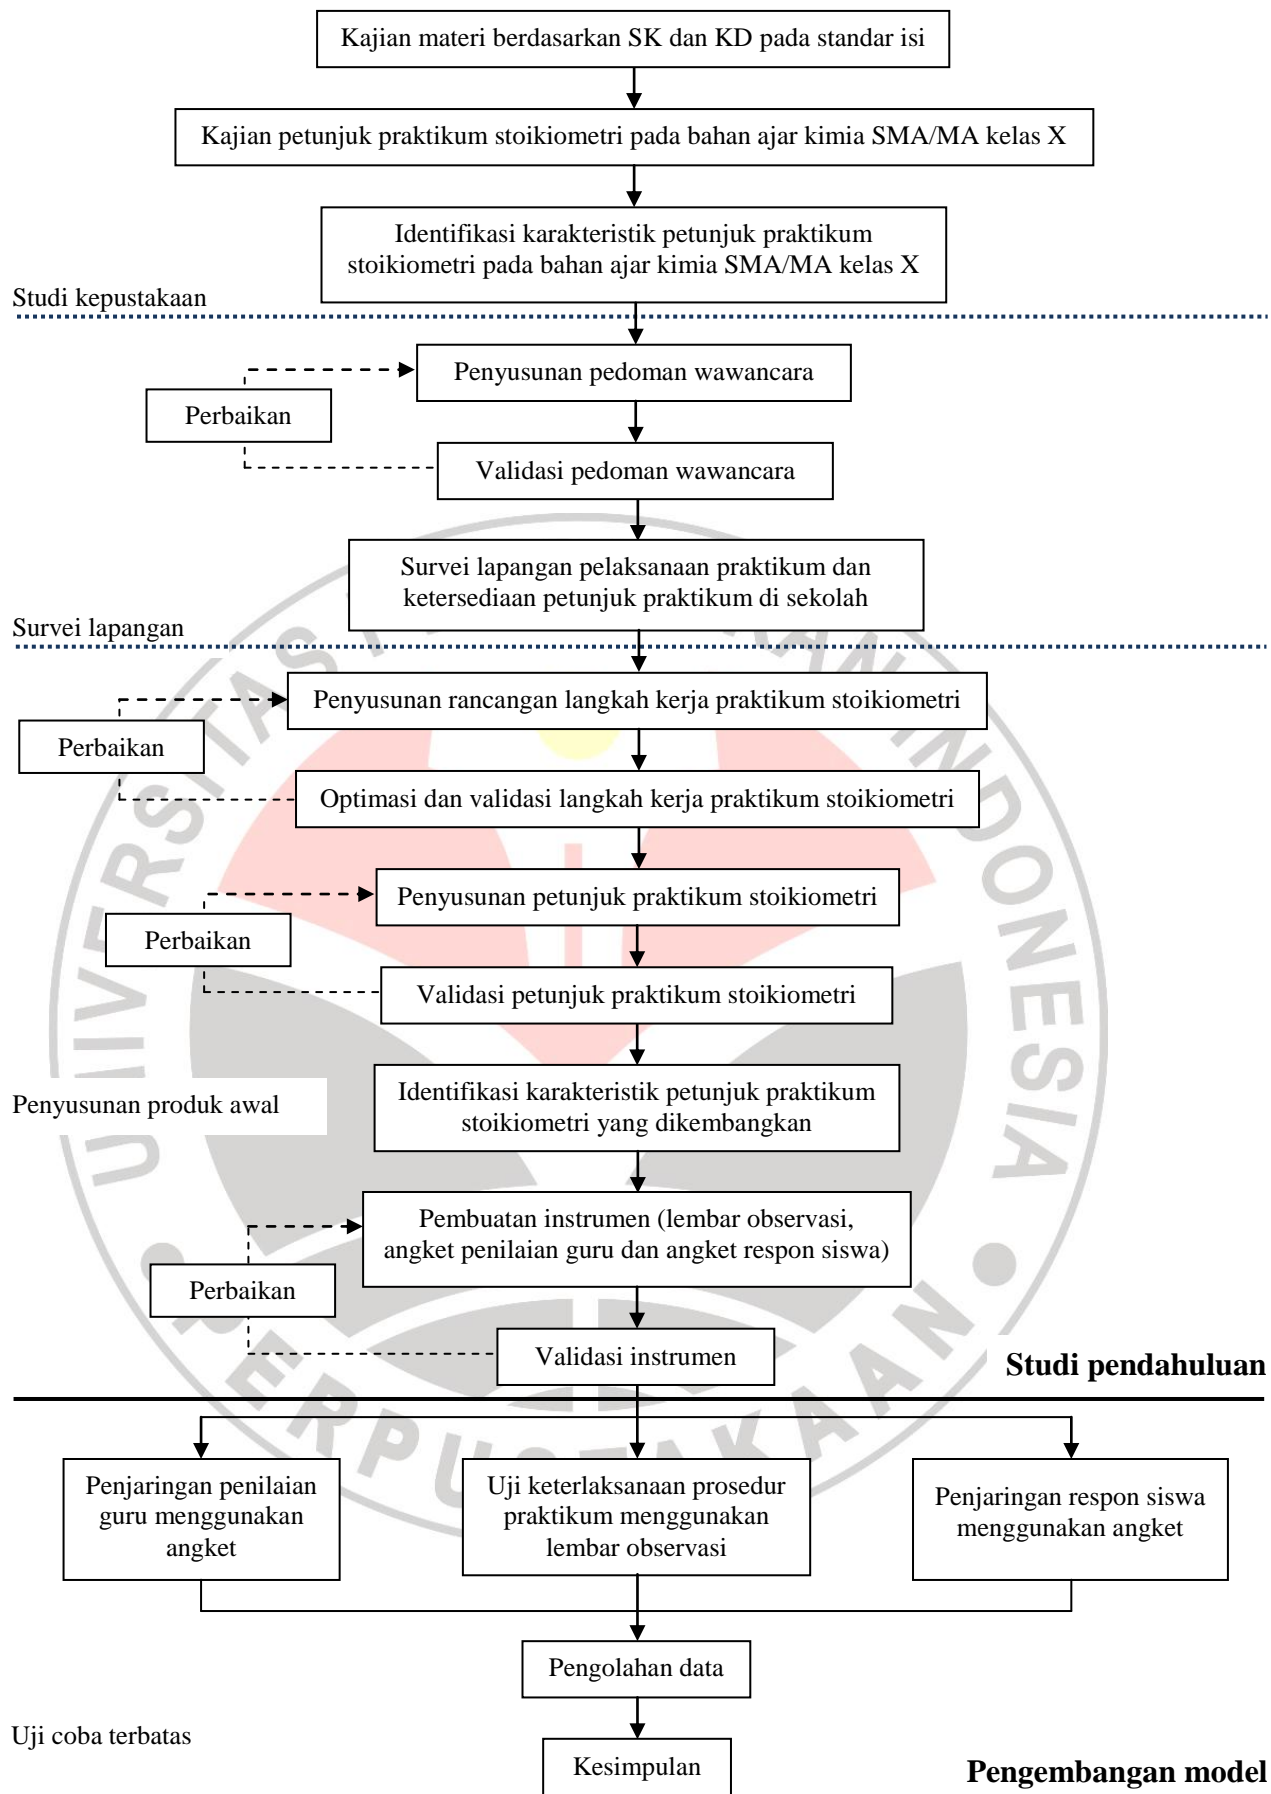 Kajian materi berdasarkan SK dan KD pada standar isi
Kajian petunjuk praktikum stoikiometri pada bahan ajar kimia SMA/MA kelas X
Identifikasi karakteristik petunjuk praktikum
stoikiometri pada bahan ajar kimia SMA/MA kelas X
Studi kepustakaan
Penyusunan pedoman wawancara
Perbaikan
Validasi pedoman wawancara
Survei lapangan pelaksanaan praktikum dan
ketersediaan petunjuk praktikum di sekolah
Survei lapangan
Penyusunan rancangan langkah kerja praktikum stoikiometri
Perbaikan
Optimasi dan validasi langkah kerja praktikum stoikiometri
Penyusunan petunjuk praktikum stoikiometri
Perbaikan
Validasi petunjuk praktikum stoikiometri
Identifikasi karakteristik petunjuk praktikum
stoikiometri yang dikembangkan
Penyusunan produk awal
Pembuatan instrumen (lembar observasi,
angket penilaian guru dan angket respon siswa)
Perbaikan
Validasi instrumen
Studi pendahuluan
Penjaringan penilaian
guru menggunakan
angket
Uji keterlaksanaan prosedur
praktikum menggunakan
lembar observasi
Penjaringan respon siswa
menggunakan angket
Pengolahan data
Uji coba terbatas
Kesimpulan
Pengembangan model
UNIVERSITAS INDONESIA
PERPUSTAKAAN